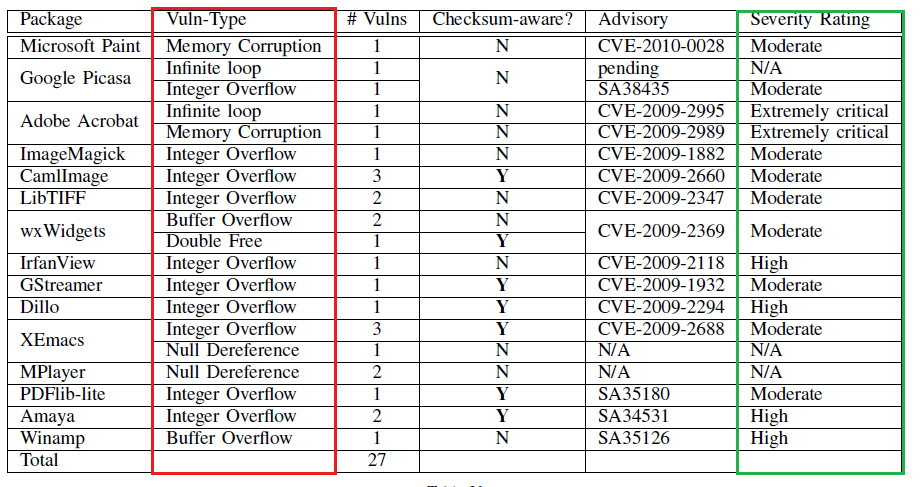 Package Vuln-Type # Vulns Checksum-aware? Advisory Severity Rating
Microsoft Paint Memory Corruption 1 N CVE-2010-0028 Moderate
Google Picasa Infinite loop 1 N pending N/A
Integer Overflow 1 SA38435 Moderate
Adobe Acrobat Infinite loop 1 N CVE-2009-2995 Extremely critical
Memory Corruption 1 N CVE-2009-2989 Extremely critical
ImageMagick Integer Overflow 1 N CVE-2009-1882 Moderate
CamlImage Integer Overflow 3 Y CVE-2009-2660 Moderate
LibTIFF Integer Overflow 2 N CVE-2009-2347 Moderate
wxWidgets Buffer Overflow 2 N CVE-2009-2369 Moderate
Double Free 1 Y
IrfanView Integer Overflow 1 N CVE-2009-2118 High
GStreamer Integer Overflow 1 Y CVE-2009-1932 Moderate
Dillo Integer Overflow 1 Y CVE-2009-2294 High
XEmacs Integer Overflow 3 Y CVE-2009-2688 Moderate
Null Dereference 1 N N/A N/A
MPlayer Null Dereference 2 N N/A N/A
PDFlib-lite Integer Overflow 1 Y SA35180 Moderate
Amaya Integer Overflow 2 Y SA34531 High
Winamp Buffer Overflow 1 N SA35126 High
Total 27